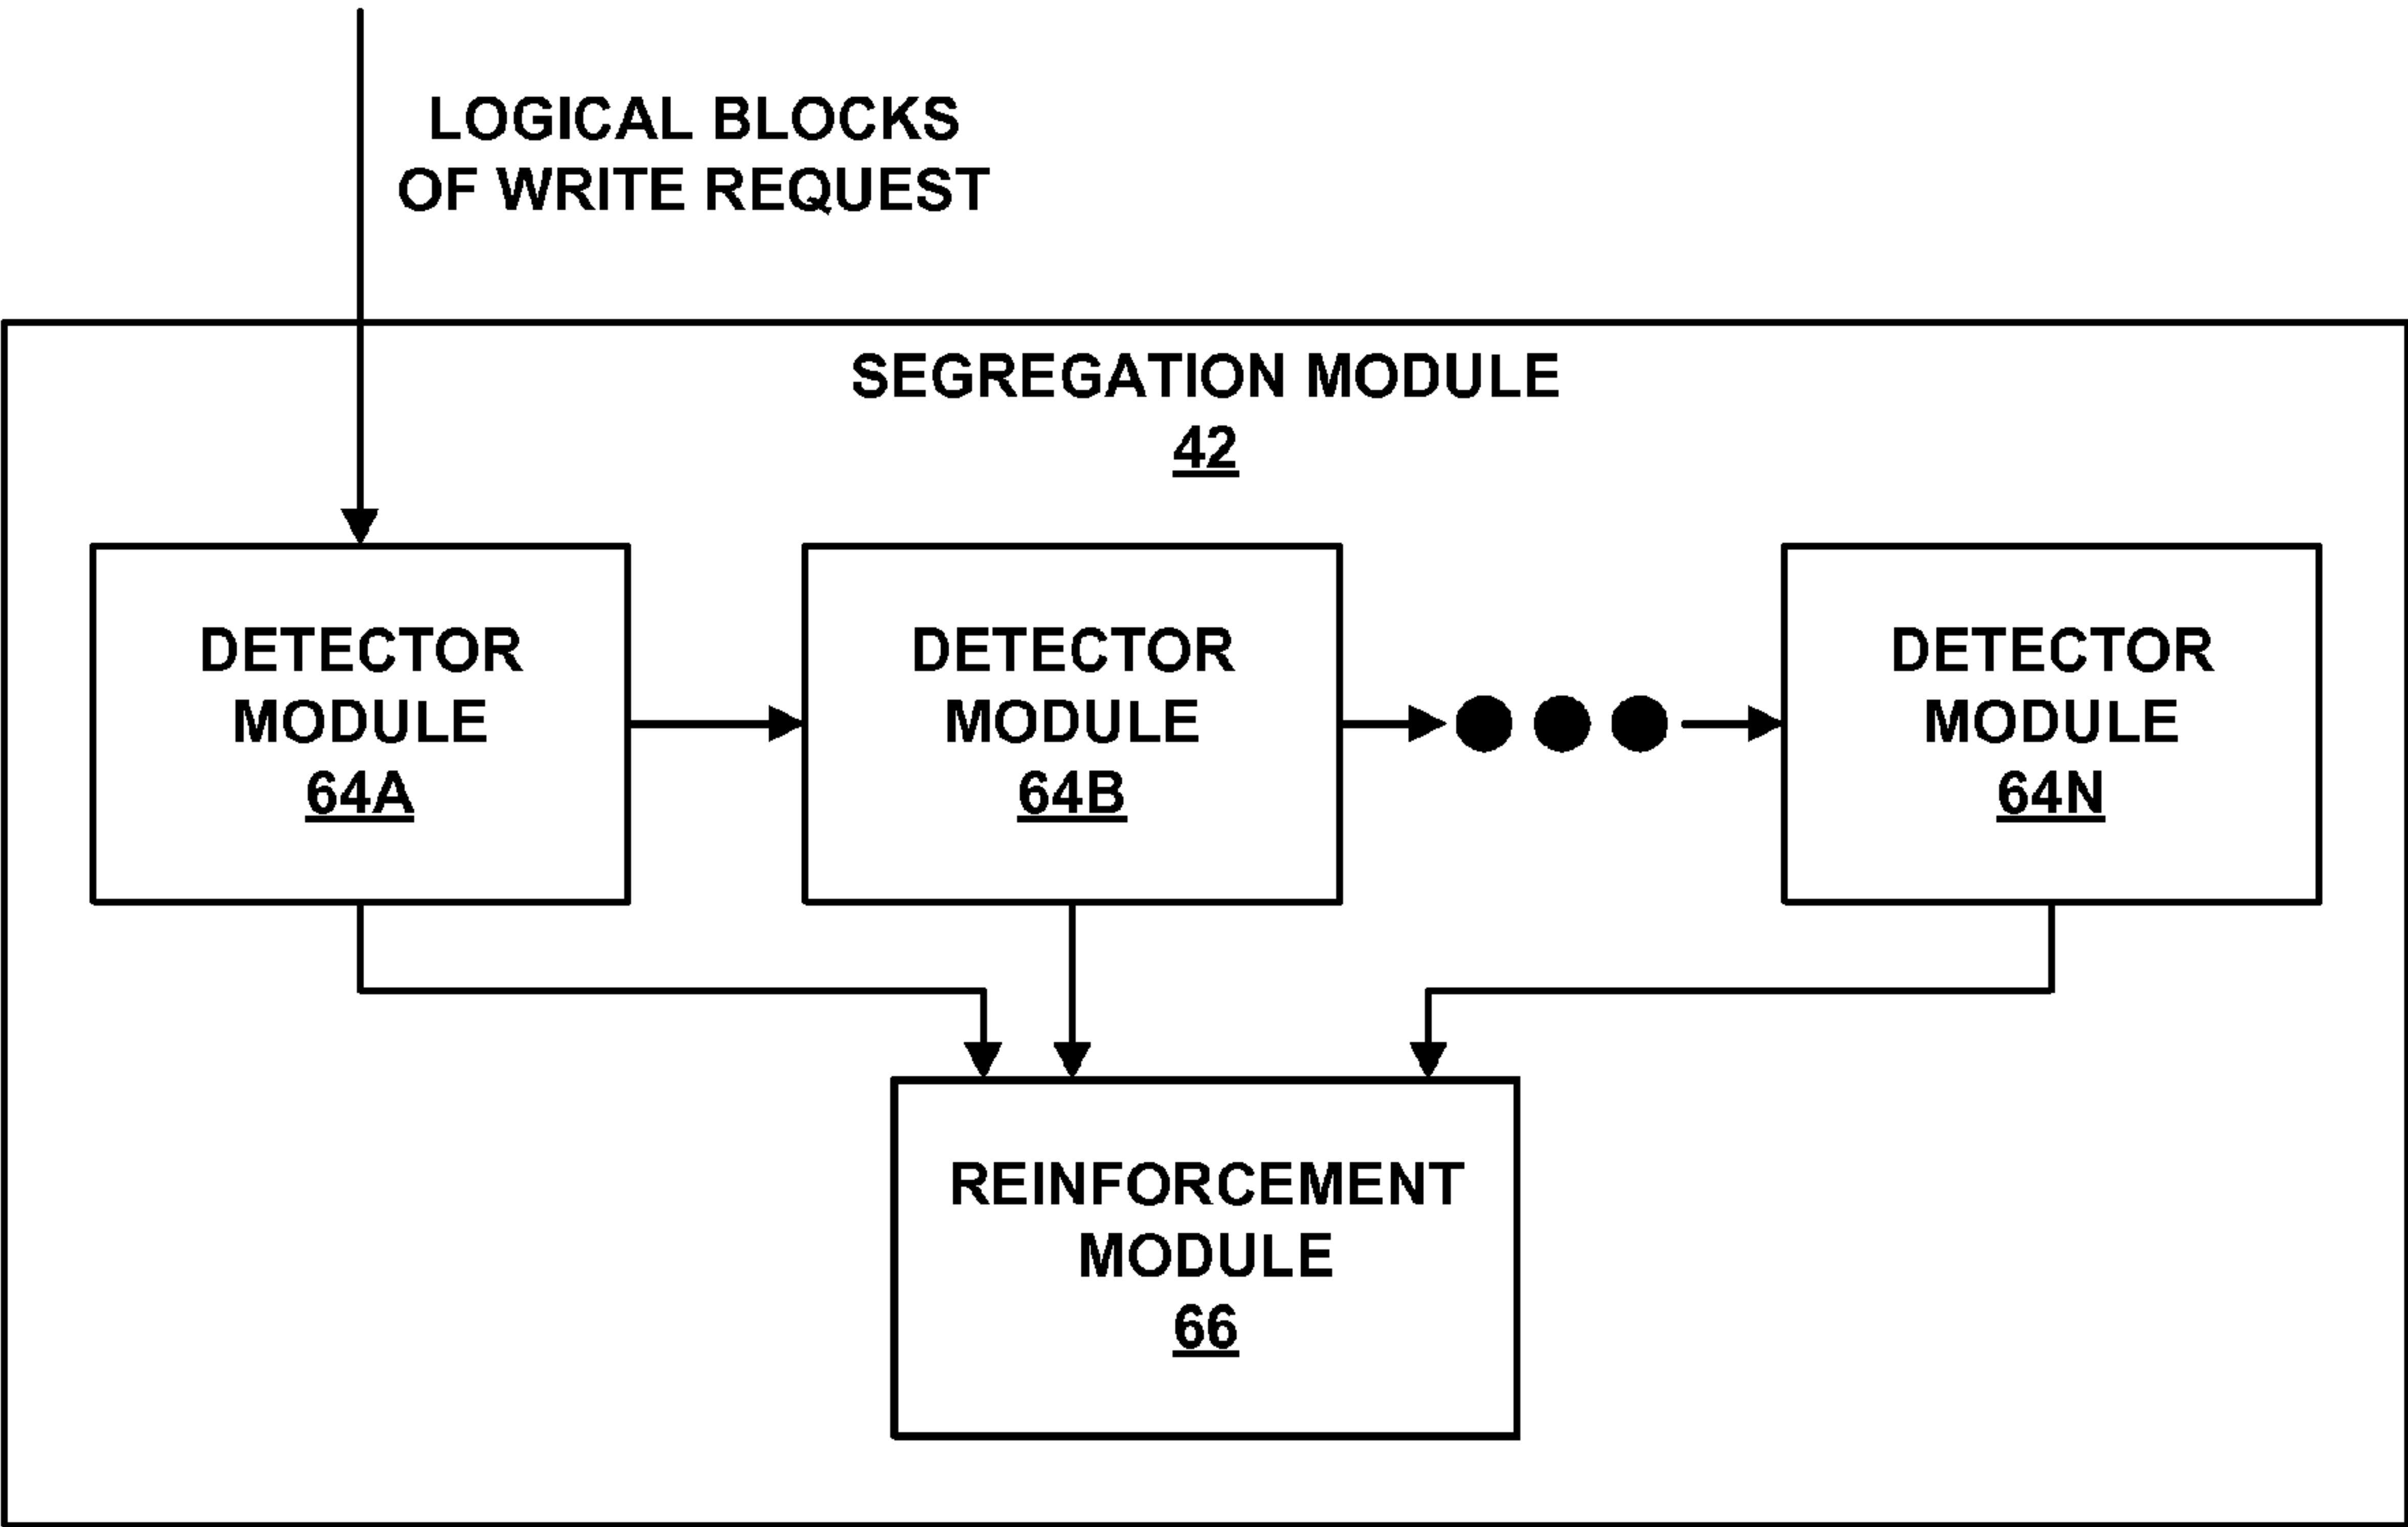 LOGICAL BLOCKS
OF WRITE REQUEST
SEGREGATION MODULE
42
DETECTOR
MODULE
64A
DETECTOR
MODULE
64B
DETECTOR
MODULE
64N
REINFORCEMENT
MODULE
66